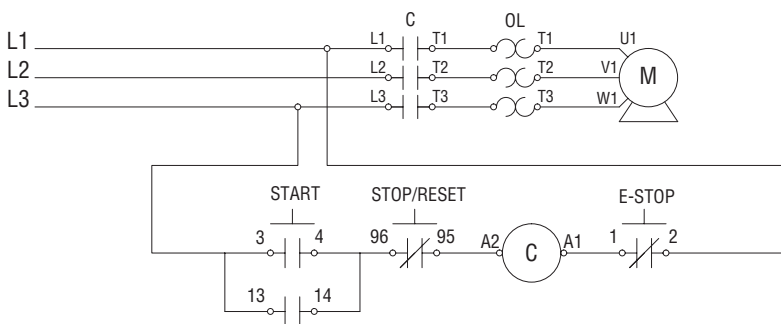 C OL
L1 L1 T1 T1 U1
L2 L2 T2 T2 V1 M
L3 L3 T3 T3 W1
START STOP/RESET E-STOP
3 4 96 95 A2 C A1 1 2
13 14